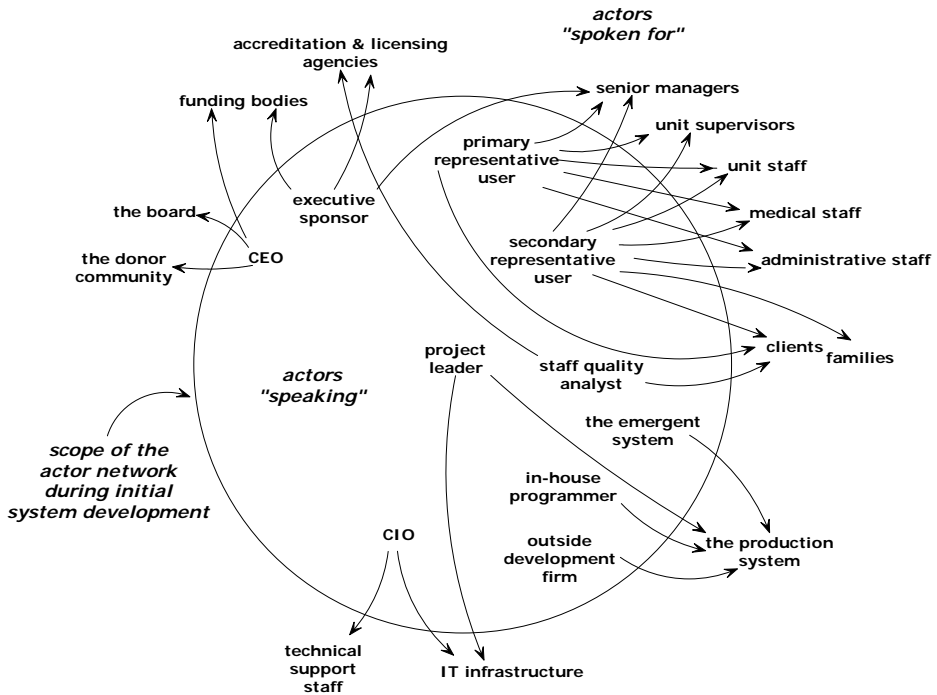 actors
"spoken for"
accreditation & licensing
agencies
funding bodies
senior managers
unit supervisors
primary
representative
user
unit staff
executive
sponsor
the board
medical staff
CEO
the donor
community
secondary
representative
user
administrative staff
project
leader
clients
families
staff quality
analyst
actors
"speaking"
the emergent
system
scope of the
actor network
during initial
system development
in-house
programmer
CIO
outside
development
firm
the production
system
technical
support
staff
IT infrastructure